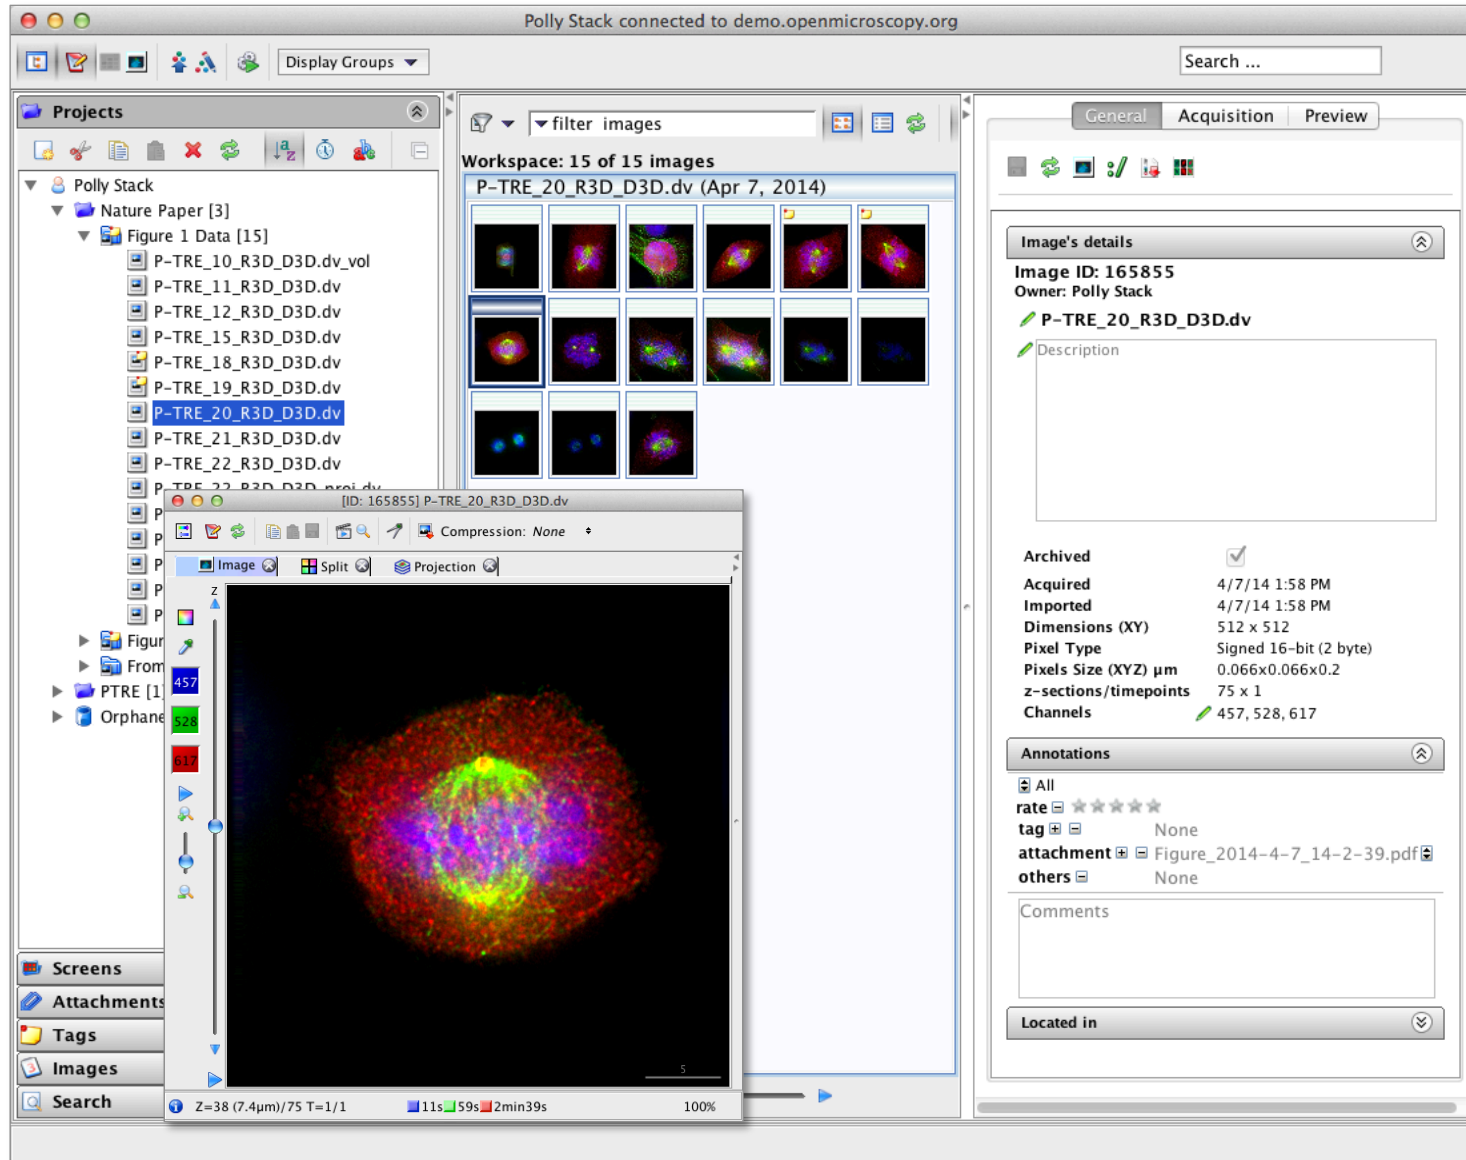 Polly Stack connected to demo.openmicroscopy.org
Display Groups
Search ...
Projects
Polly Stack
Nature Paper [3]
Figure 1 Data [15]
P-TRE_10_R3D_D3D.dv_vol
P-TRE_11_R3D_D3D.dv
P-TRE_12_R3D_D3D.dv
P-TRE_15_R3D_D3D.dv
P-TRE_18_R3D_D3D.dv
P-TRE_19_R3D_D3D.dv
P-TRE_20_R3D_D3D.dv
P-TRE_21_R3D_D3D.dv
P-TRE_22_R3D_D3D.dv
P-TRE_22_R3D_D3D_proj.dv
P
P
P
P
P
Figur
From
PTRE [1]
Orphane
Screens
Attachments
Tags
Images
Search
filter images
Workspace: 15 of 15 images
P-TRE_20_R3D_D3D.dv (Apr 7, 2014)
[ID: 165855] P-TRE_20_R3D_D3D.dv
Compression: None
Image
Split
Projection
Z
457
528
617
5
Z=38 (7.4µm)/75 T=1/1
11s 59s 2min39s
100%
General
Acquisition
Preview
Image's details
Image ID: 165855
Owner: Polly Stack
P-TRE_20_R3D_D3D.dv
Description
Archived
Acquired 4/7/14 1:58 PM
Imported 4/7/14 1:58 PM
Dimensions (XY) 512 x 512
Pixel Type Signed 16-bit (2 byte)
Pixels Size (XYZ) µm 0.066x0.066x0.2
z-sections/timepoints 75 x 1
Channels 457, 528, 617
Annotations
All
rate
tag None
attachment Figure_2014-4-7_14-2-39.pdf
others None
Comments
Located in